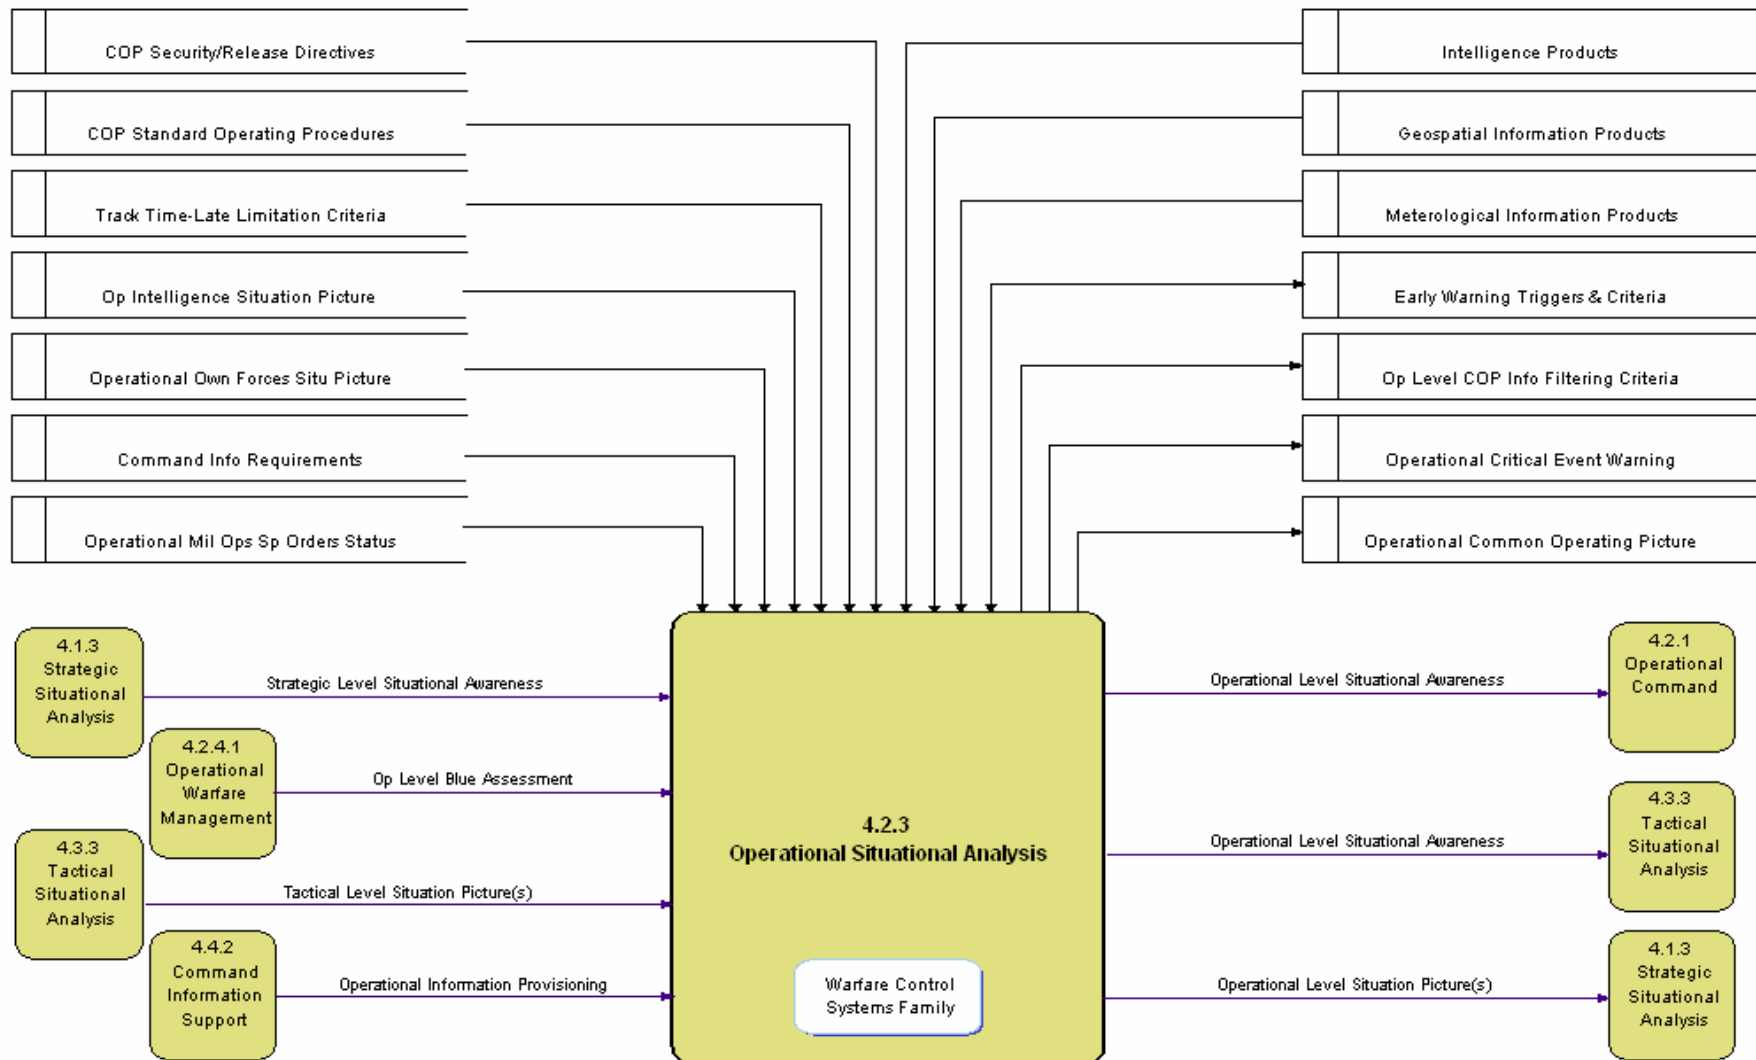 COP Security/Release Directives
COP Standard Operating Procedures
Track Time-Late Limitation Criteria
Op Intelligence Situation Picture
Operational Own Forces Situ Picture
Command Info Requirements
Operational Mil Ops Sp Orders Status
Intelligence Products
Geospatial Information Products
Meterological Information Products
Early Warning Triggers & Criteria
Op Level COP Info Filtering Criteria
Operational Critical Event Warning
Operational Common Operating Picture
4.1.3
Strategic
Situational
Analysis
Strategic Level Situational Awareness
4.2.4.1
Operational
Warfare
Management
Op Level Blue Assessment
4.3.3
Tactical
Situational
Analysis
Tactical Level Situation Picture(s)
4.4.2
Command
Information
Support
Operational Information Provisioning
4.2.3
Operational Situational Analysis
Warfare Control
Systems Family
Operational Level Situational Awareness
4.2.1
Operational
Command
Operational Level Situational Awareness
4.3.3
Tactical
Situational
Analysis
Operational Level Situation Picture(s)
4.1.3
Strategic
Situational
Analysis